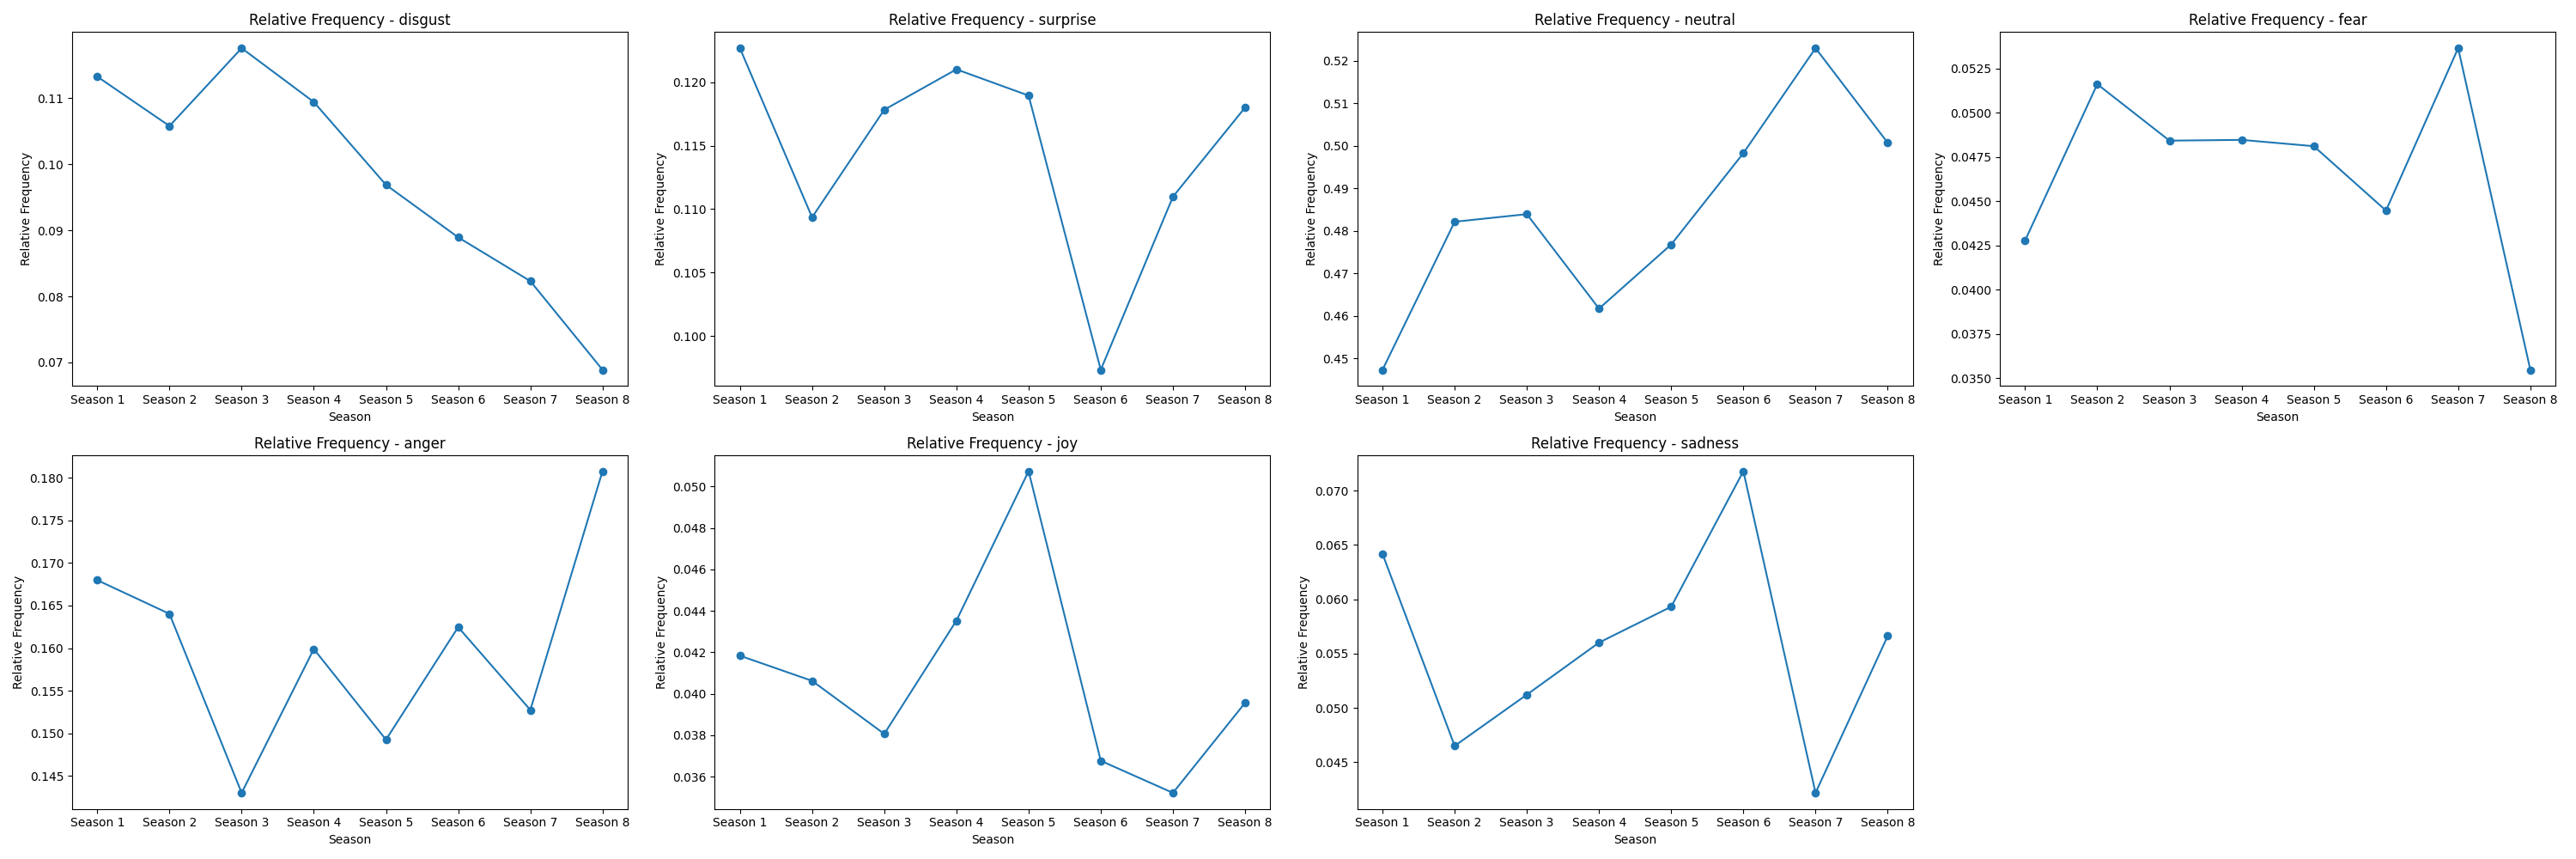 Relative Frequency - disgust
Relative Frequency
0.11
0.10
0.09
0.08
0.07
Season 1 Season 2 Season 3 Season 4 Season 5 Season 6 Season 7 Season 8
Season
Relative Frequency - surprise
Relative Frequency
0.120
0.115
0.110
0.105
0.100
Season 1 Season 2 Season 3 Season 4 Season 5 Season 6 Season 7 Season 8
Season
Relative Frequency - neutral
Relative Frequency
0.52
0.51
0.50
0.49
0.48
0.47
0.46
0.45
Season 1 Season 2 Season 3 Season 4 Season 5 Season 6 Season 7 Season 8
Season
Relative Frequency - fear
Relative Frequency
0.0525
0.0500
0.0475
0.0450
0.0425
0.0400
0.0375
0.0350
Season 1 Season 2 Season 3 Season 4 Season 5 Season 6 Season 7 Season 8
Season
Relative Frequency - anger
Relative Frequency
0.180
0.175
0.170
0.165
0.160
0.155
0.150
0.145
Season 1 Season 2 Season 3 Season 4 Season 5 Season 6 Season 7 Season 8
Season
Relative Frequency - joy
Relative Frequency
0.050
0.048
0.046
0.044
0.042
0.040
0.038
0.036
Season 1 Season 2 Season 3 Season 4 Season 5 Season 6 Season 7 Season 8
Season
Relative Frequency - sadness
Relative Frequency
0.070
0.065
0.060
0.055
0.050
0.045
Season 1 Season 2 Season 3 Season 4 Season 5 Season 6 Season 7 Season 8
Season